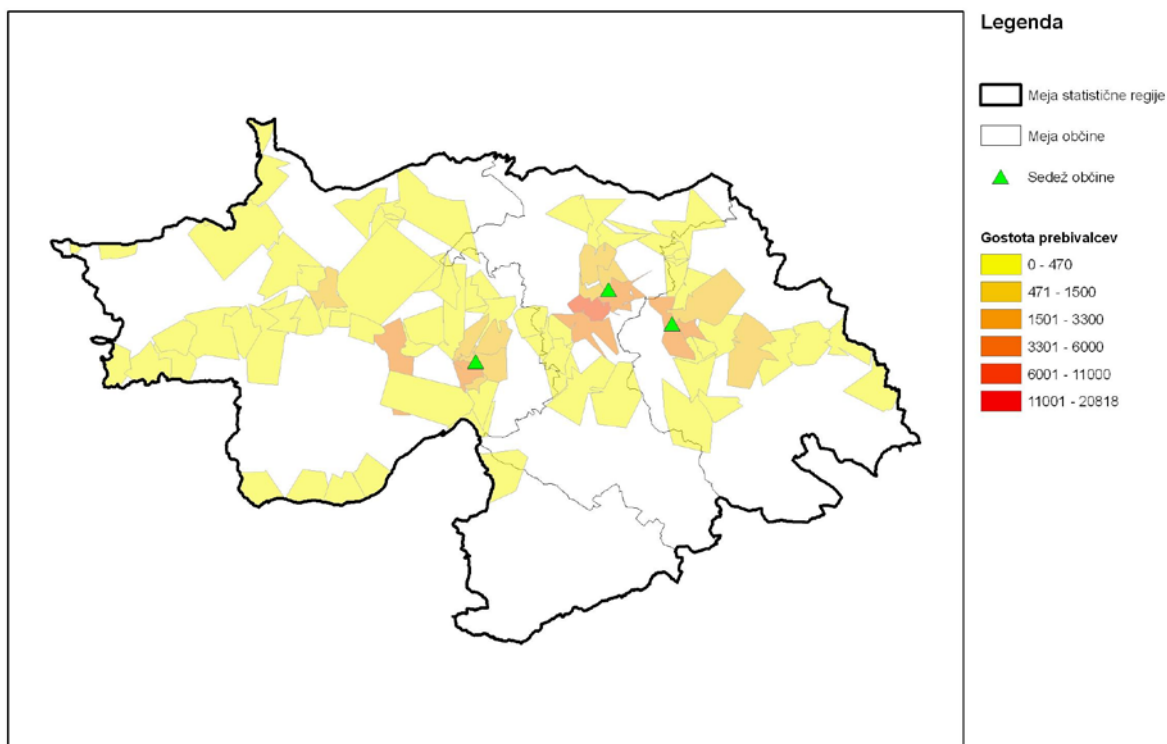 Legenda
Meja statistične regije
Meja občine
Sedež občine
Gostota prebivalcev
0 - 470
471 - 1500
1501 - 3300
3301 - 6000
6001 - 11000
11001 - 20818